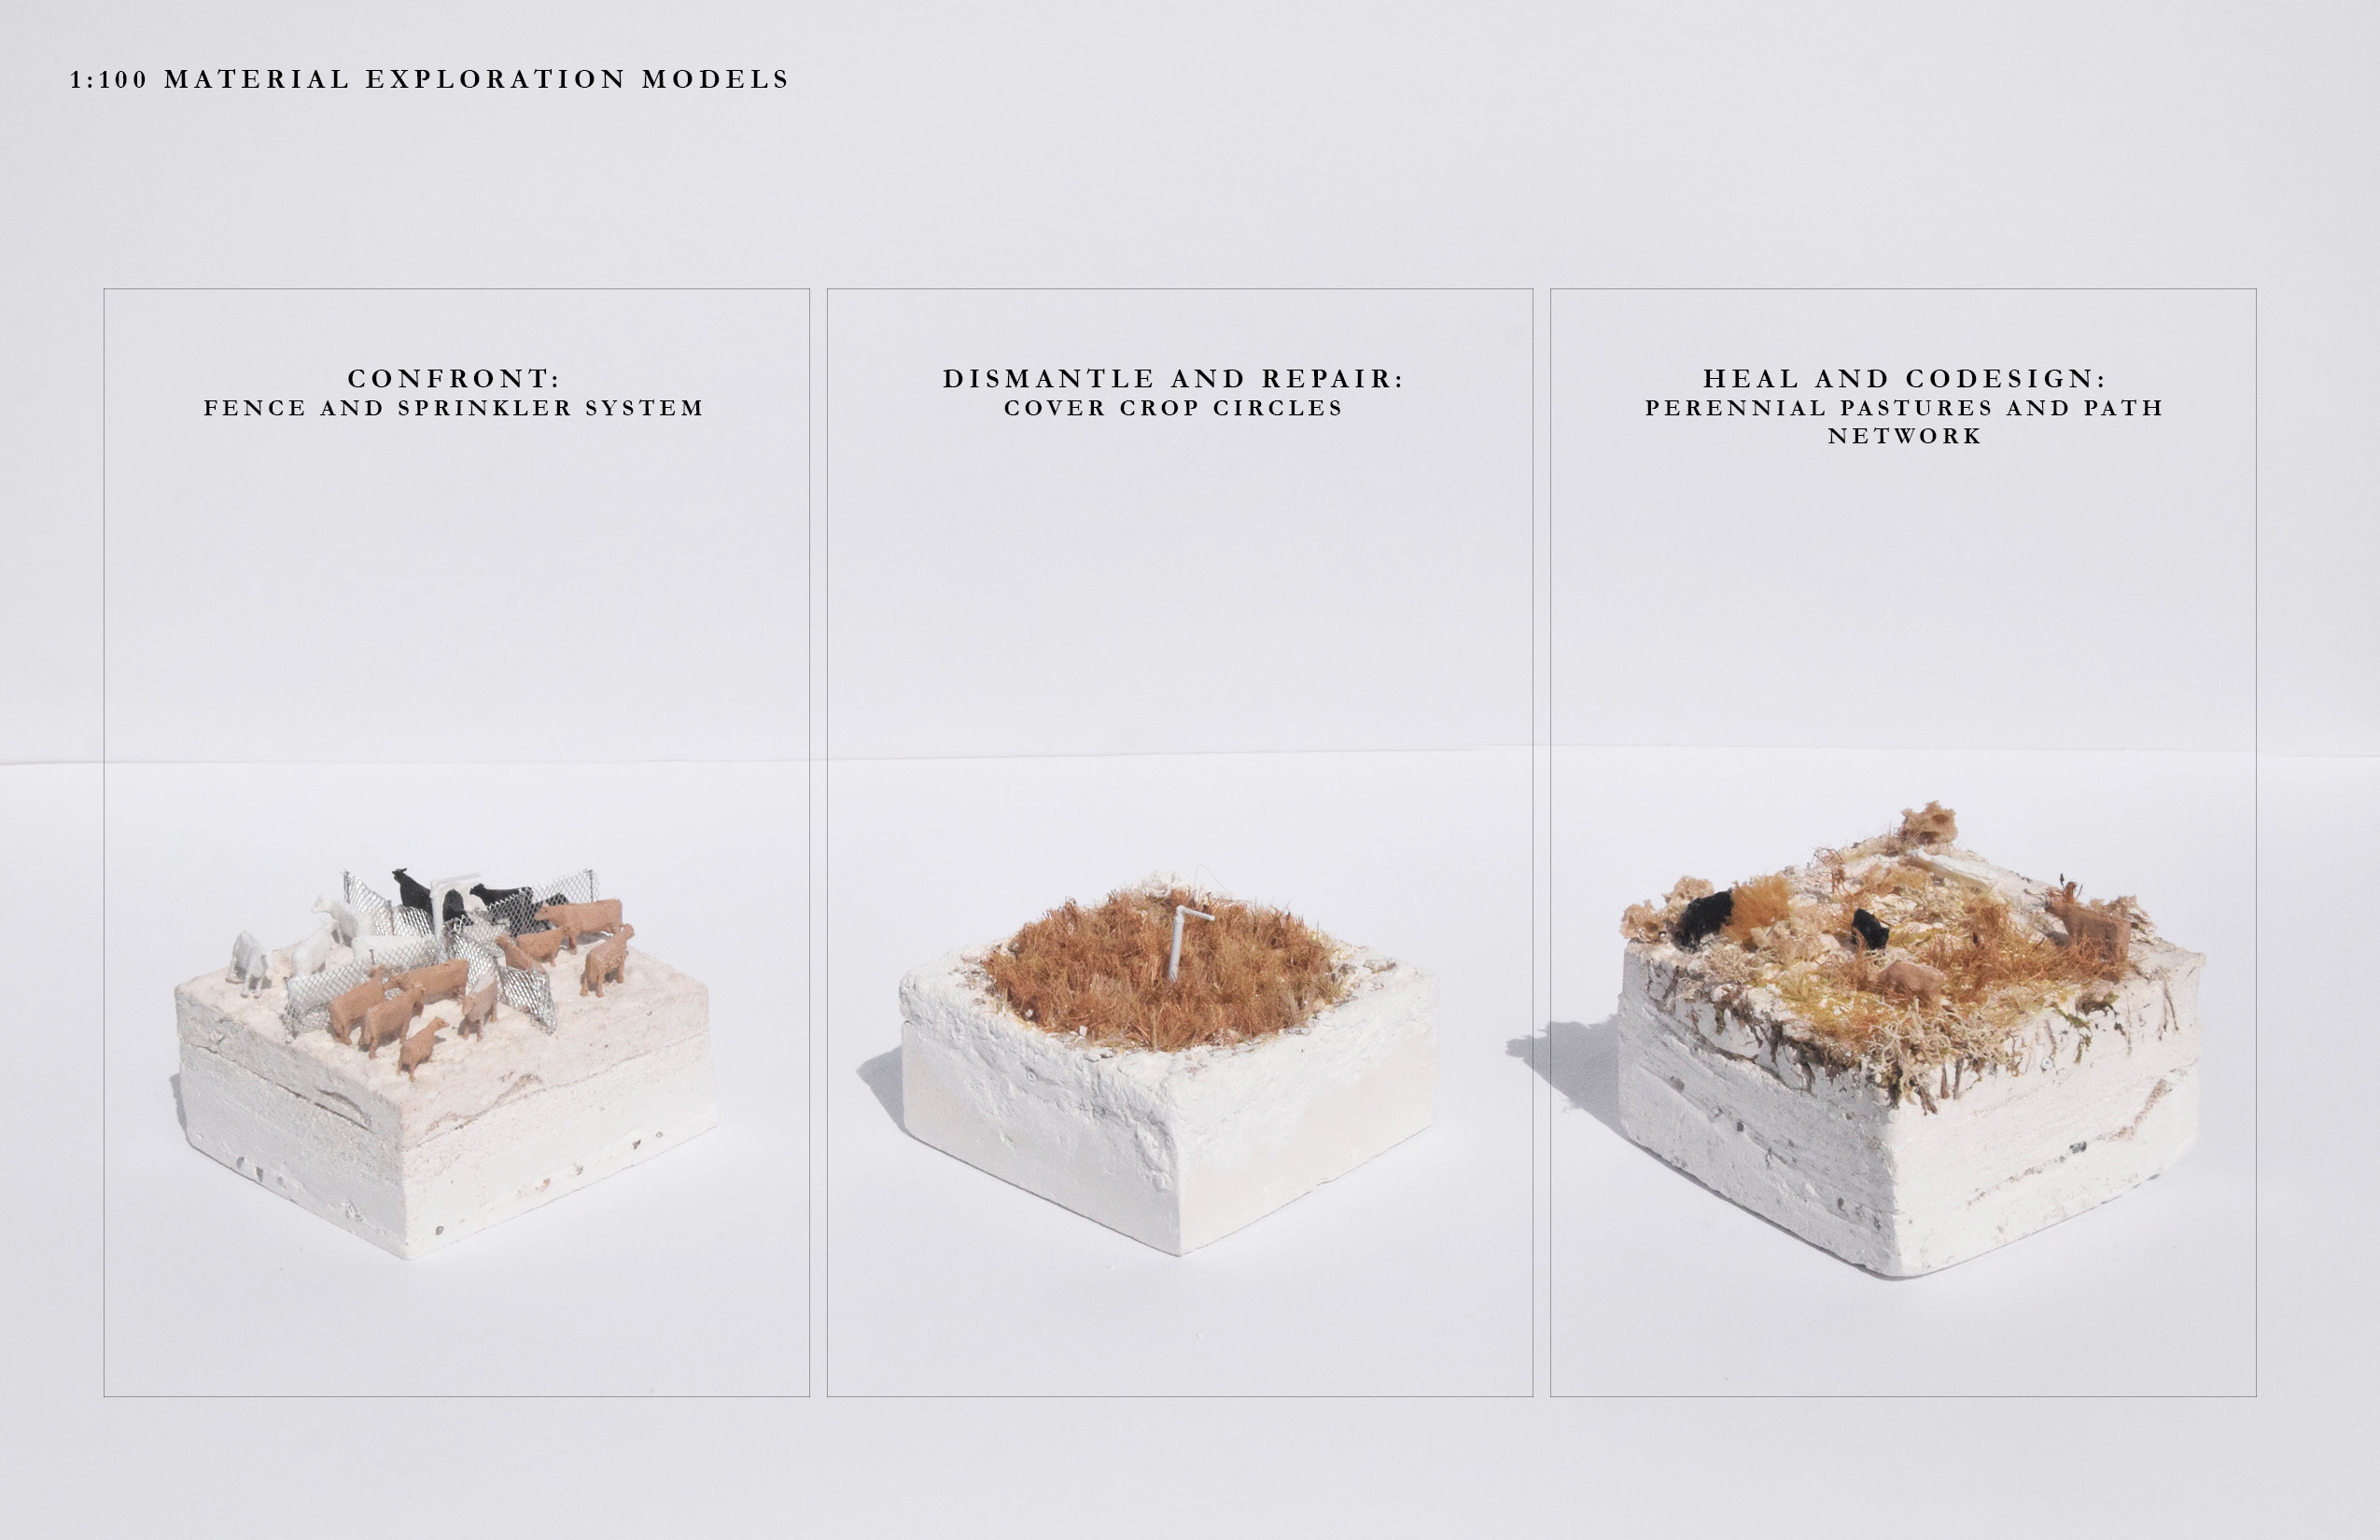 1:100 MATERIAL EXPLORATION MODELS
CONFRONT:
FENCE AND SPRINKLER SYSTEM
DISMANTLE AND REPAIR:
COVER CROP CIRCLES
HEAL AND CODESIGN:
PERENNIAL PASTURES AND PATH
NETWORK